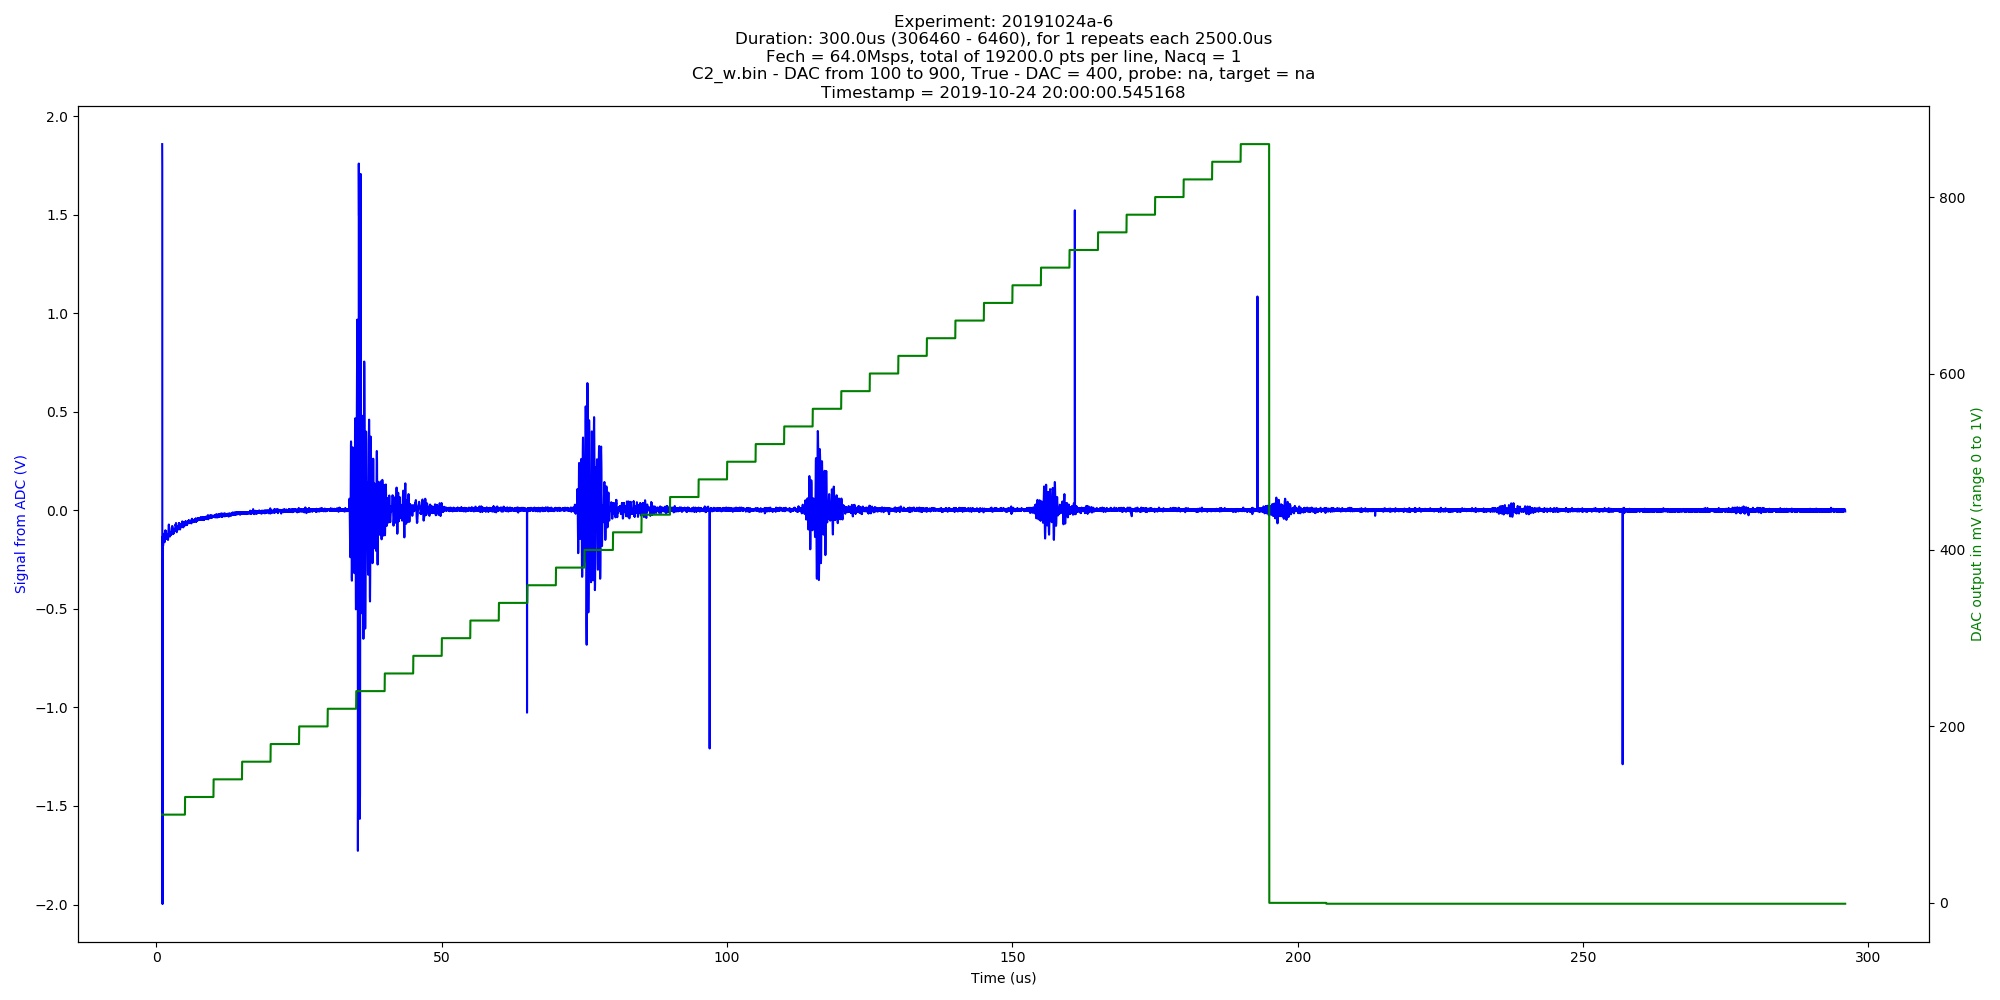 Experiment: 20191024a-6
Duration: 300.0us (306460 - 6460), for 1 repeats each 2500.0us
Fech = 64.0Msps, total of 19200.0 pts per line, Nacq = 1
C2_w.bin - DAC from 100 to 900, True - DAC = 400, probe: na, target = na
Timestamp = 2019-10-24 20:00:00.545168
2.0
1.5
1.0
0.5
0.0
−0.5
−1.0
−1.5
−2.0
Signal from ADC (V)
800
600
400
200
0
DAC output in mV (range 0 to 1V)
0
50
100
150
200
250
300
Time (us)